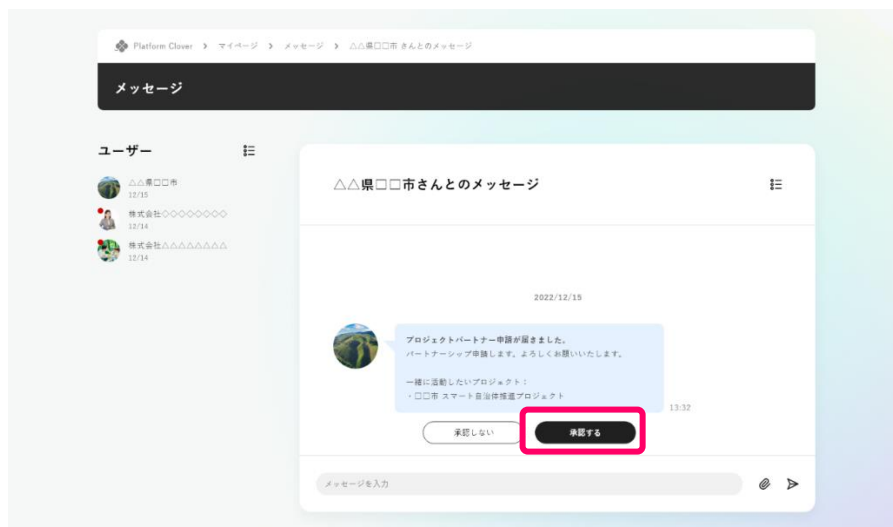 Platform Clover > マイページ > メッセージ > △△県□□市 さんとのメッセージ
メッセージ
ユーザー
△△県□□市
12/15
株式会社◇◇◇◇◇◇◇◇
12/14
株式会社△△△△△△△△
12/14
△△県□□市さんとのメッセージ
2022/12/15
プロジェクトパートナー申請が届きました。
パートナーシップ申請します。よろしくお願いいたします。
一緒に活動したいプロジェクト：
・□□市 スマート自治体推進プロジェクト
13:32
承認しない
承認する
メッセージを入力